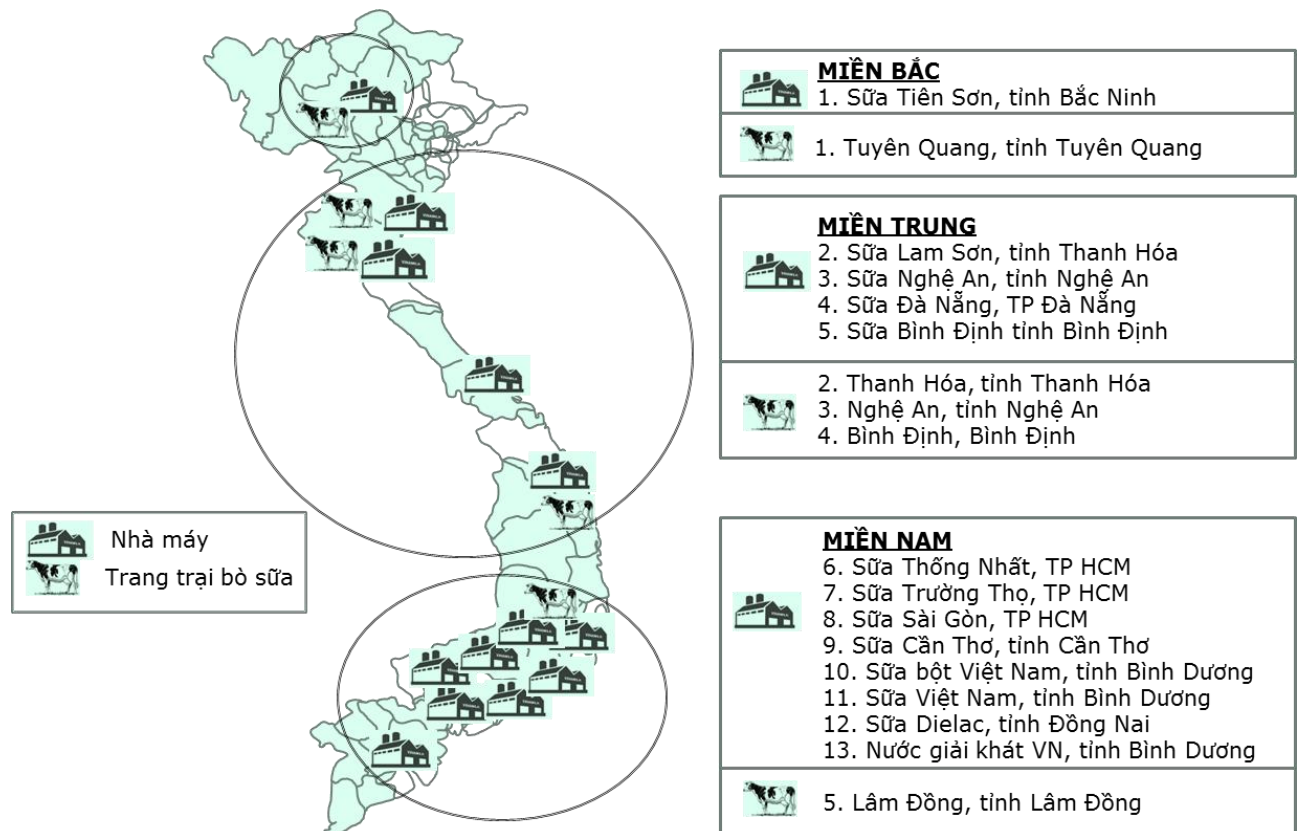 MIỀN BẮC
1. Sữa Tiên Sơn, tỉnh Bắc Ninh
1. Tuyên Quang, tỉnh Tuyên Quang
MIỀN TRUNG
2. Sữa Lam Sơn, tỉnh Thanh Hóa
3. Sữa Nghệ An, tỉnh Nghệ An
4. Sữa Đà Nẵng, TP Đà Nẵng
5. Sữa Bình Định tỉnh Bình Định
2. Thanh Hóa, tỉnh Thanh Hóa
3. Nghệ An, tỉnh Nghệ An
4. Bình Định, Bình Định
Nhà máy
Trang trại bò sữa
MIỀN NAM
6. Sữa Thống Nhất, TP HCM
7. Sữa Trường Thọ, TP HCM
8. Sữa Sài Gòn, TP HCM
9. Sữa Cần Thơ, tỉnh Cần Thơ
10. Sữa bột Việt Nam, tỉnh Bình Dương
11. Sữa Việt Nam, tỉnh Bình Dương
12. Sữa Dielac, tỉnh Đồng Nai
13. Nước giải khát VN, tỉnh Bình Dương
5. Lâm Đồng, tỉnh Lâm Đồng